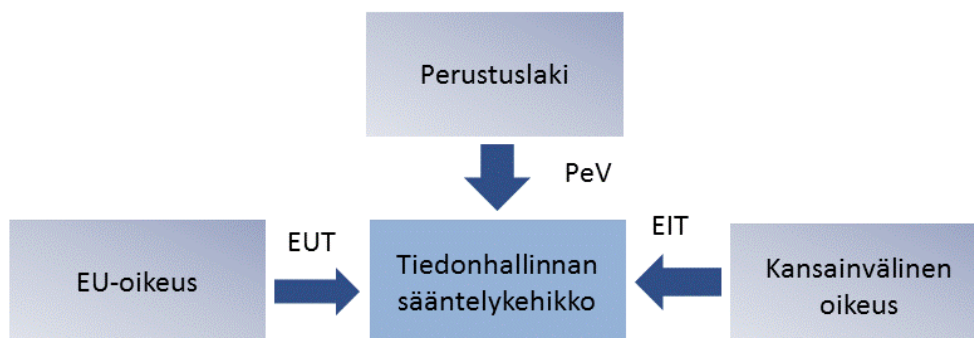 Perustuslaki
PeV
EUT
EIT
EU-oikeus
Tiedonhallinnan
sääntelykehikko
Kansainvälinen
oikeus